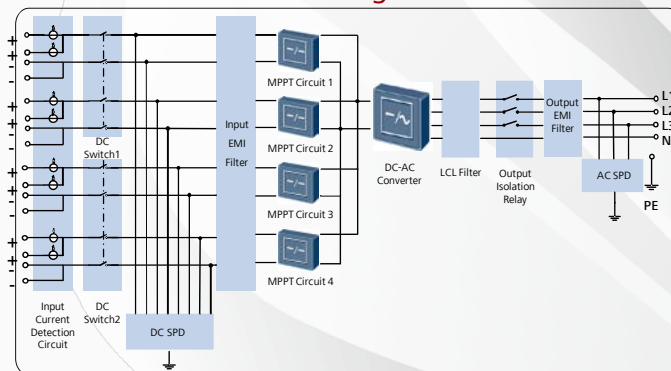 +
+
-
-
MPPT Circuit 1
+
+
-
-
DC
Switch1
Input
EMI
Filter
MPPT Circuit 2
DC-AC
Converter
LCL Filter
Output
Isolation
Relay
Output
EMI
Filter
L1
L2
L3
N
AC SPD
PE
+
+
-
-
MPPT Circuit 3
+
+
-
-
MPPT Circuit 4
Input
Current
Detection
Circuit
DC
Switch2
DC SPD